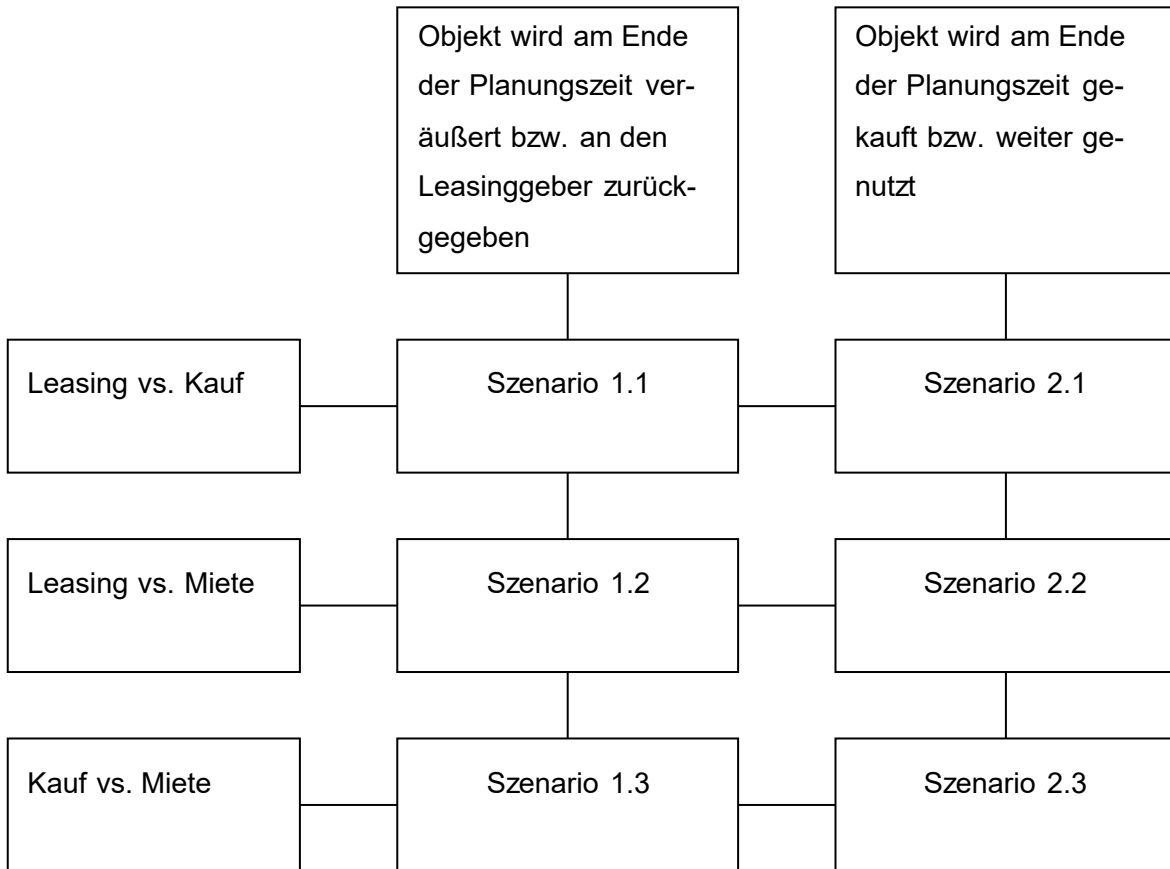 Objekt wird am Ende
der Planungszeit ver-
äußert bzw. an den
Leasinggeber zurück-
gegeben
Objekt wird am Ende
der Planungszeit ge-
kauft bzw. weiter ge-
nutzt
Leasing vs. Kauf
Szenario 1.1
Szenario 2.1
Leasing vs. Miete
Szenario 1.2
Szenario 2.2
Kauf vs. Miete
Szenario 1.3
Szenario 2.3